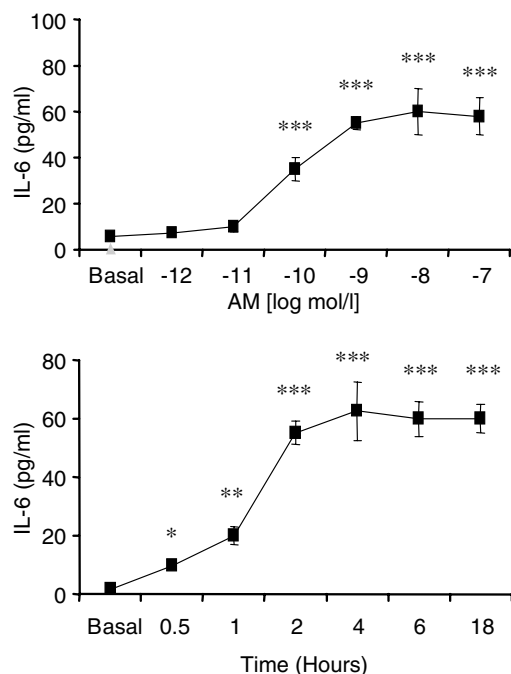 100
80
60
40
20
0
IL-6 (pg/ml)
*** *** *** ***
Basal -12 -11 -10 -9 -8 -7
AM [log mol/l]
80
60
40
20
0
IL-6 (pg/ml)
* ** *** *** *** ***
Basal 0.5 1 2 4 6 18
Time (Hours)